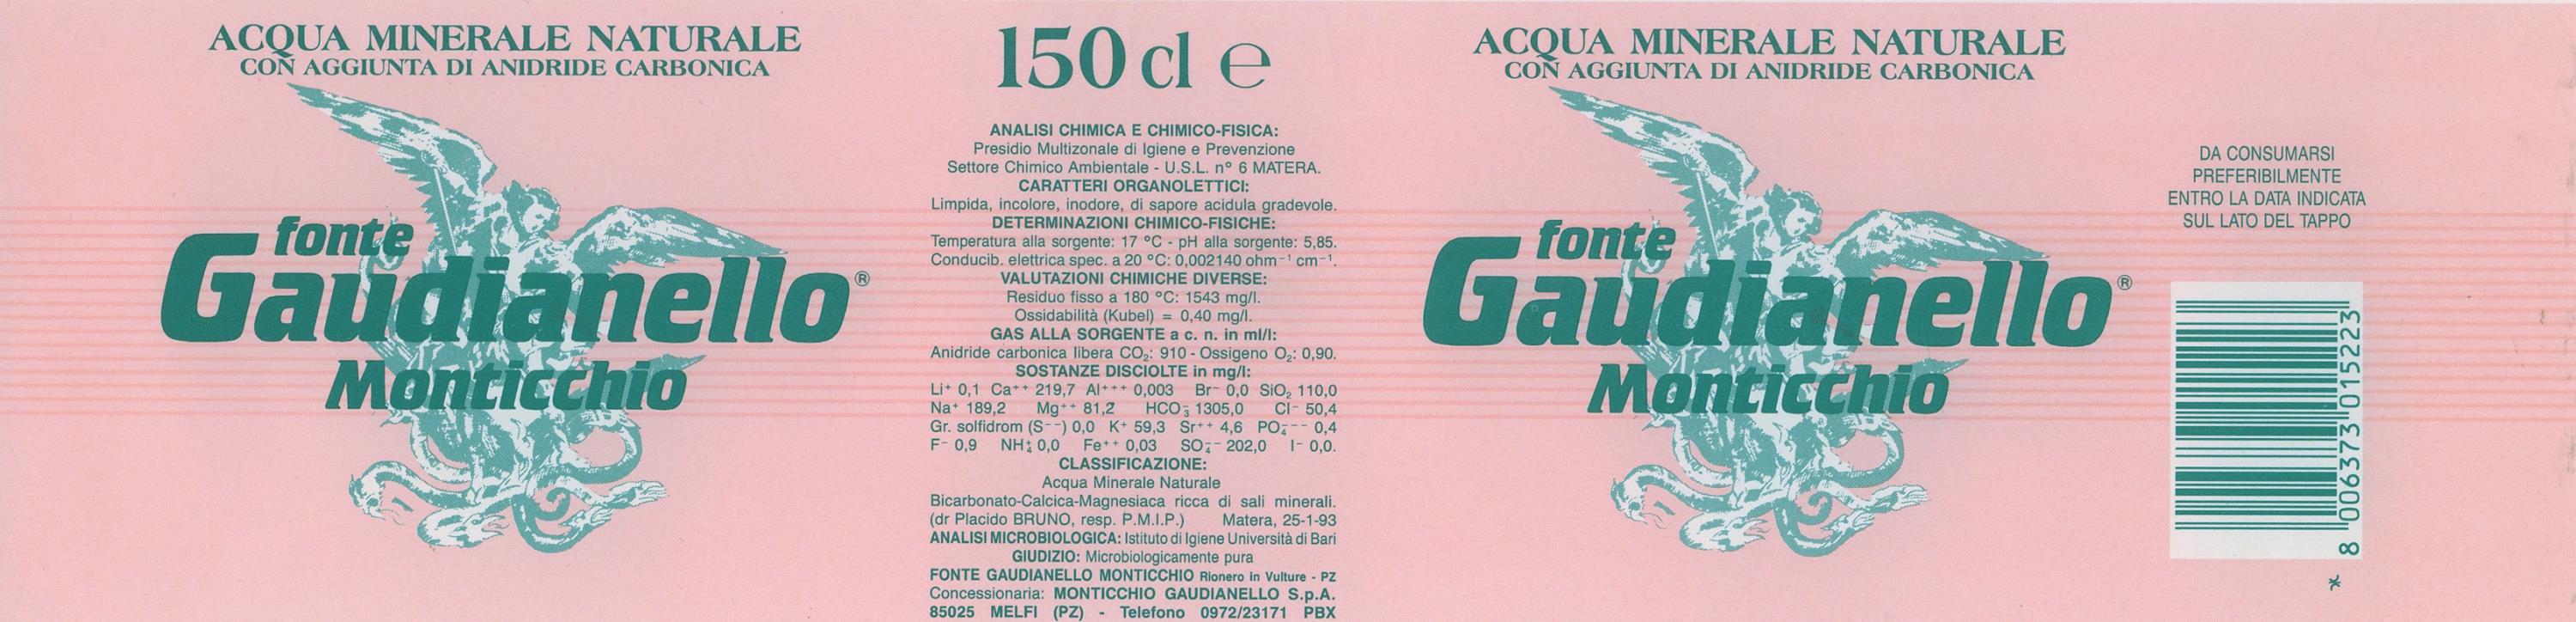 ACQUA MINERALE NATURALE
CON AGGIUNTA DI ANIDRIDE CARBONICA
fonte
Gaudianello®
Monticchio
150 cl ℮
ANALISI CHIMICA E CHIMICO-FISICA:
Presidio Multizonale di Igiene e Prevenzione
Settore Chimico Ambientale - U.S.L. n° 6 MATERA.
CARATTERI ORGANOLETTICI:
Limpida, incolore, inodore, di sapore acidula gradevole.
DETERMINAZIONI CHIMICO-FISICHE:
Temperatura alla sorgente: 17 °C - pH alla sorgente: 5,85.
Conducib. elettrica spec. a 20 °C: 0,002140 ohm⁻¹ cm⁻¹.
VALUTAZIONI CHIMICHE DIVERSE:
Residuo fisso a 180 °C: 1543 mg/l.
Ossidabilità (Kubel) = 0,40 mg/l.
GAS ALLA SORGENTE a c. n. in ml/l:
Anidride carbonica libera CO₂: 910 - Ossigeno O₂: 0,90.
SOSTANZE DISCIOLTE in mg/l:
Li⁺ 0,1 Ca⁺⁺ 219,7 Al⁺⁺⁺ 0,003 Br⁻ 0,0 SiO₂ 110,0
Na⁺ 189,2 Mg⁺⁺ 81,2 HCO₃⁻ 1305,0 Cl⁻ 50,4
Gr. solfidrom (S⁻⁻) 0,0 K⁺ 59,3 Sr⁺⁺ 4,6 PO₄⁻⁻⁻ 0,4
F⁻ 0,9 NH₄⁺ 0,0 Fe⁺⁺ 0,03 SO₄⁻⁻ 202,0 I⁻ 0,0.
CLASSIFICAZIONE:
Acqua Minerale Naturale
Bicarbonato-Calcica-Magnesiaca ricca di sali minerali.
(dr Placido BRUNO, resp. P.M.I.P.) Matera, 25-1-93
ANALISI MICROBIOLOGICA: Istituto di Igiene Università di Bari
GIUDIZIO: Microbiologicamente pura
FONTE GAUDIANELLO MONTICCHIO Rionero in Vulture - PZ
Concessionaria: MONTICCHIO GAUDIANELLO S.p.A.
85025 MELFI (PZ) - Telefono 0972/23171 PBX
ACQUA MINERALE NATURALE
CON AGGIUNTA DI ANIDRIDE CARBONICA
fonte
Gaudianello®
Monticchio
DA CONSUMARSI
PREFERIBILMENTE
ENTRO LA DATA INDICATA
SUL LATO DEL TAPPO
8 006373 015223